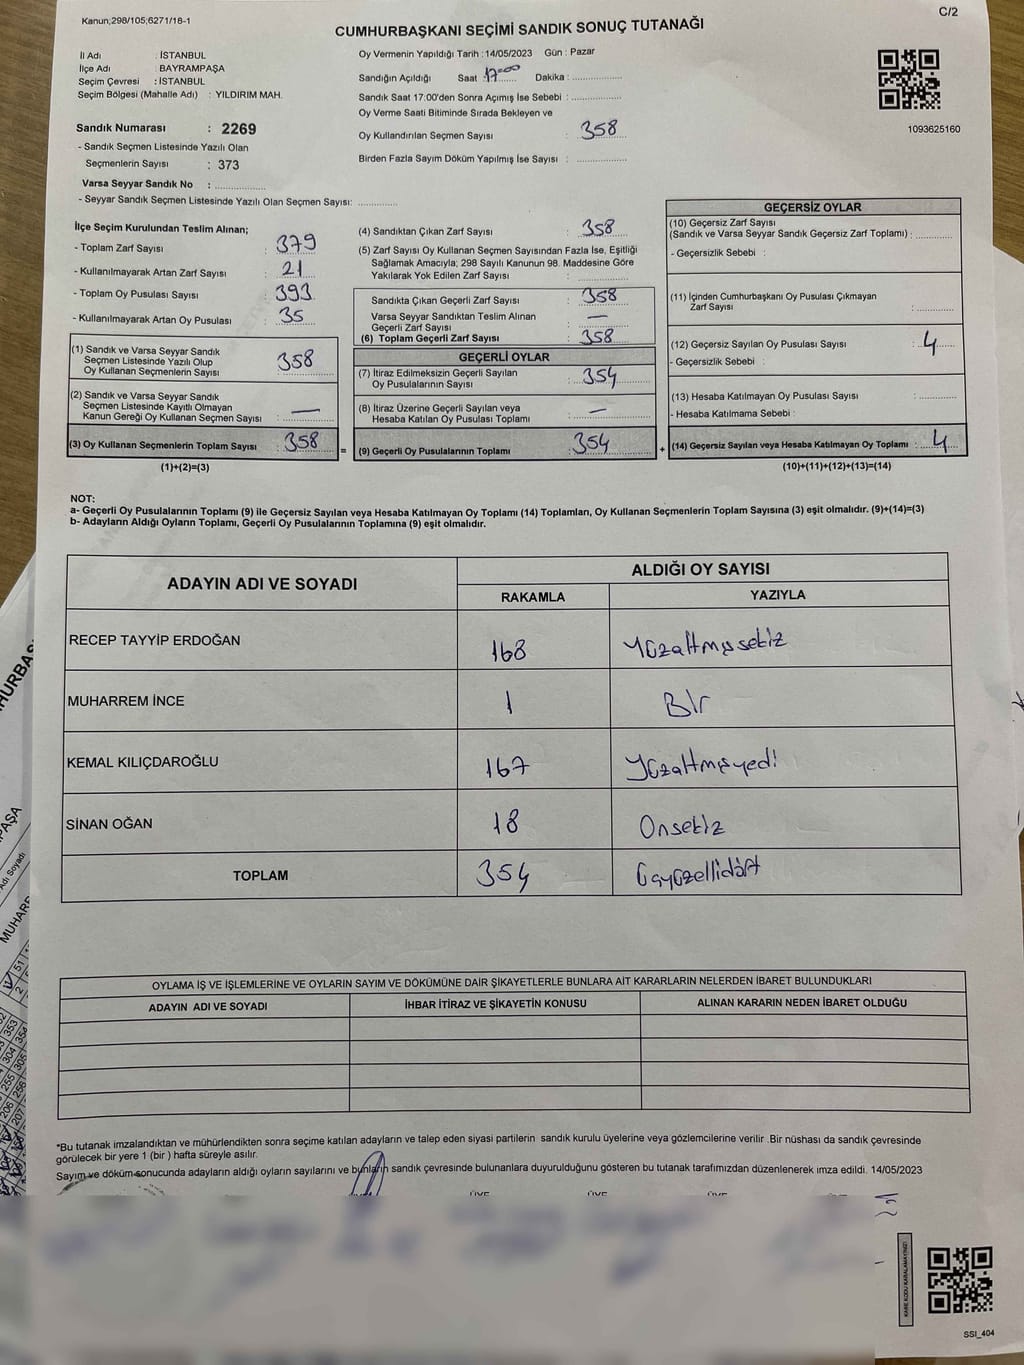 Kanun;298/105;6271/18-1
C/2
CUMHURBAŞKANI SEÇİMİ SANDIK SONUÇ TUTANAĞI
İl Adı : İSTANBUL
İlçe Adı : BAYRAMPAŞA
Seçim Çevresi : İSTANBUL
Seçim Bölgesi (Mahalle Adı) : YILDIRIM MAH.
Sandık Numarası : 2269
- Sandık Seçmen Listesinde Yazılı Olan
Seçmenlerin Sayısı : 373
Varsa Seyyar Sandık No : ..................
- Seyyar Sandık Seçmen Listesinde Yazılı Olan Seçmen Sayısı: ..............
Oy Vermenin Yapıldığı Tarih : 14/05/2023 Gün : Pazar
Sandığın Açıldığı Saat : 17:00 Dakika : ..............
Sandık Saat 17:00'den Sonra Açımış İse Sebebi : ..............
Oy Verme Saati Bitiminde Sırada Bekleyen ve
Oy Kullandırılan Seçmen Sayısı : 358
Birden Fazla Sayım Döküm Yapılmış İse Sayısı : ..............
1093625160
İlçe Seçim Kurulundan Teslim Alınan;
- Toplam Zarf Sayısı : 379
- Kullanılmayarak Artan Zarf Sayısı : 21
- Toplam Oy Pusulası Sayısı : 393
- Kullanılmayarak Artan Oy Pusulası : 35
(1) Sandık ve Varsa Seyyar Sandık
Seçmen Listesinde Yazılı Olup
Oy Kullanan Seçmenlerin Sayısı : 358
(2) Sandık ve Varsa Seyyar Sandık
Seçmen Listesinde Kayıtlı Olmayan
Kanun Gereği Oy Kullanan Seçmen Sayısı : —
(3) Oy Kullanan Seçmenlerin Toplam Sayısı : 358
(1)+(2)=(3)
=
(4) Sandıktan Çıkan Zarf Sayısı : 358
(5) Zarf Sayısı Oy Kullanan Seçmen Sayısından Fazla İse, Eşitliği
Sağlamak Amacıyla; 298 Sayılı Kanunun 98. Maddesine Göre
Yakılarak Yok Edilen Zarf Sayısı : ..............
Sandıkta Çıkan Geçerli Zarf Sayısı : 358
Varsa Seyyar Sandıktan Teslim Alınan
Geçerli Zarf Sayısı : —
(6) Toplam Geçerli Zarf Sayısı : 358
GEÇERLİ OYLAR
(7) İtiraz Edilmeksizin Geçerli Sayılan
Oy Pusulalarının Sayısı : 354
(8) İtiraz Üzerine Geçerli Sayılan veya
Hesaba Katılan Oy Pusulası Toplamı : —
(9) Geçerli Oy Pusulalarının Toplamı : 354
+
GEÇERSİZ OYLAR
(10) Geçersiz Zarf Sayısı
(Sandık ve Varsa Seyyar Sandık Geçersiz Zarf Toplamı) : ..............
- Geçersizlik Sebebi :
(11) İçinden Cumhurbaşkanı Oy Pusulası Çıkmayan
Zarf Sayısı : ..............
(12) Geçersiz Sayılan Oy Pusulası Sayısı : 4
- Geçersizlik Sebebi :
(13) Hesaba Katılmayan Oy Pusulası Sayısı : ..............
- Hesaba Katılmama Sebebi :
(14) Geçersiz Sayılan veya Hesaba Katılmayan Oy Toplamı : 4
(10)+(11)+(12)+(13)=(14)
NOT:
a- Geçerli Oy Pusulalarının Toplamı (9) ile Geçersiz Sayılan veya Hesaba Katılmayan Oy Toplamı (14) Toplamları, Oy Kullanan Seçmenlerin Toplam Sayısına (3) eşit olmalıdır. (9)+(14)=(3)
b- Adayların Aldığı Oyların Toplamı, Geçerli Oy Pusulalarının Toplamına (9) eşit olmalıdır.
ADAYIN ADI VE SOYADI
ALDIĞI OY SAYISI
RAKAMLA YAZIYLA
RECEP TAYYİP ERDOĞAN 168 Yüzaltmışsekiz
MUHARREM İNCE 1 Bir
KEMAL KILIÇDAROĞLU 167 Yüzaltmışyedi
SİNAN OĞAN 18 Onsekiz
TOPLAM 354 Üçyüzellidört
OYLAMA İŞ VE İŞLEMLERİNE VE OYLARIN SAYIM VE DÖKÜMÜNE DAİR ŞİKAYETLERLE BUNLARA AİT KARARLARIN NELERDEN İBARET BULUNDUKLARI
ADAYIN ADI VE SOYADI İHBAR İTİRAZ VE ŞİKAYETİN KONUSU ALINAN KARARIN NEDEN İBARET OLDUĞU
*Bu tutanak imzalandıktan ve mühürlendikten sonra seçime katılan adayların ve talep eden siyasi partilerin sandık kurulu üyelerine veya gözlemcilerine verilir .Bir nüshası da sandık çevresinde
görülecek bir yere 1 (bir ) hafta süreyle asılır.
Sayım ve döküm sonucunda adayların aldığı oyların sayılarını ve bunların sandık çevresinde bulunanlara duyurulduğunu gösteren bu tutanak tarafımızdan düzenlenerek imza edildi. 14/05/2023
ÜYE ÜYE ÜYE
KARE KODU KARALAMAYINIZ!
SSI_404